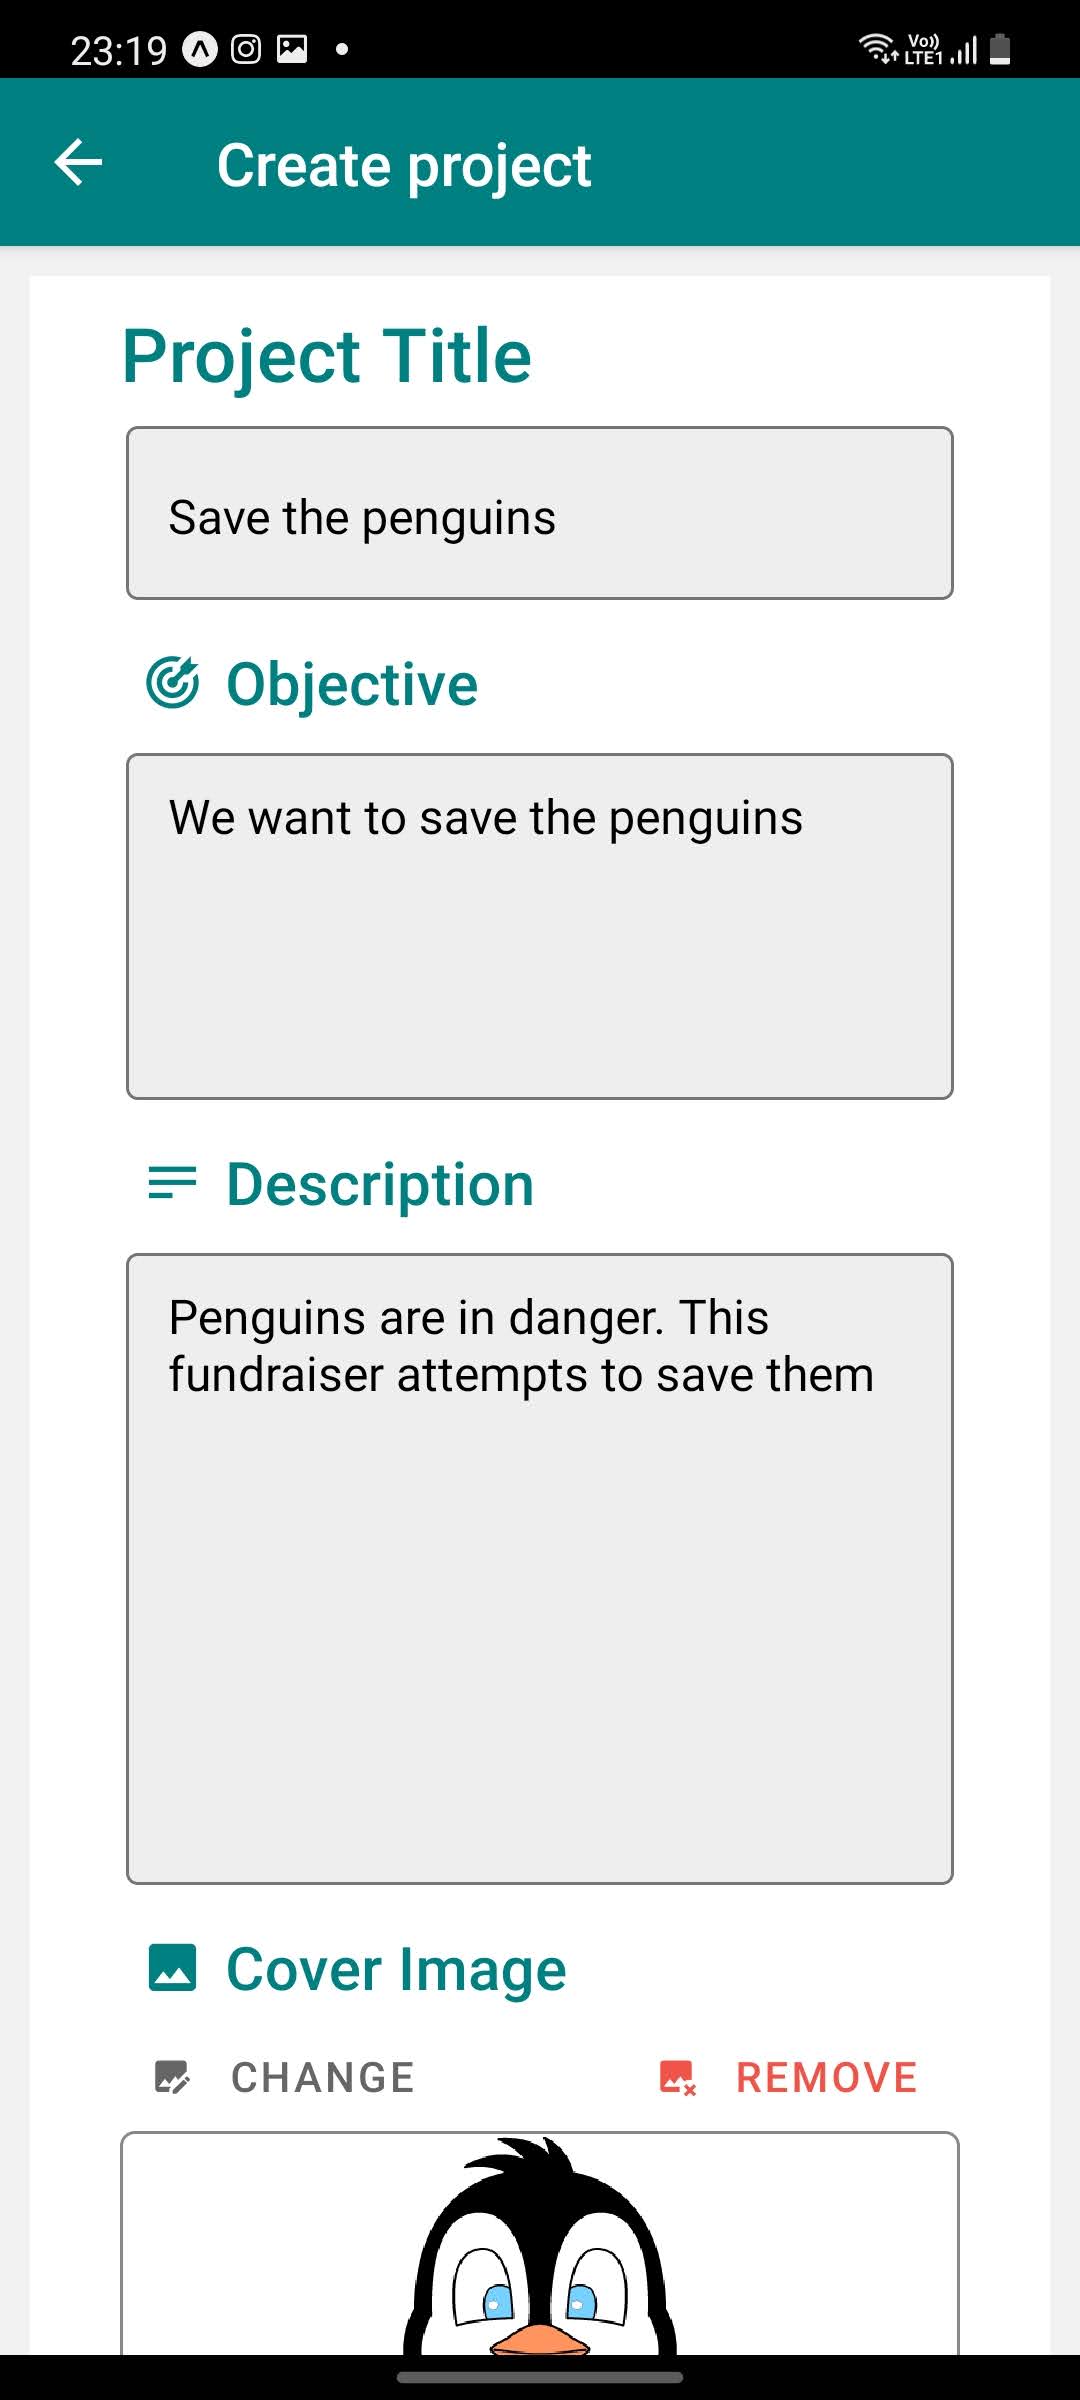 23:19
Vo))
LTE1
Create project
Project Title
Save the penguins
Objective
We want to save the penguins
Description
Penguins are in danger. This
fundraiser attempts to save them
Cover Image
CHANGE
REMOVE